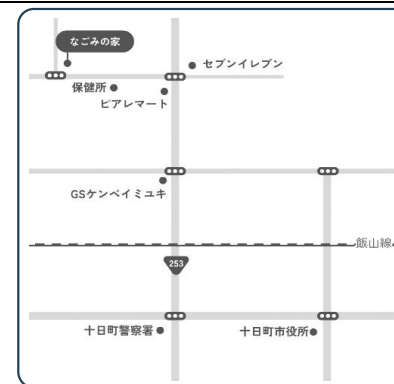 なごみの家
セブンイレブン
保健所
ピアレマート
GSケンベイミユキ
飯山線
253
十日町警察署
十日町市役所